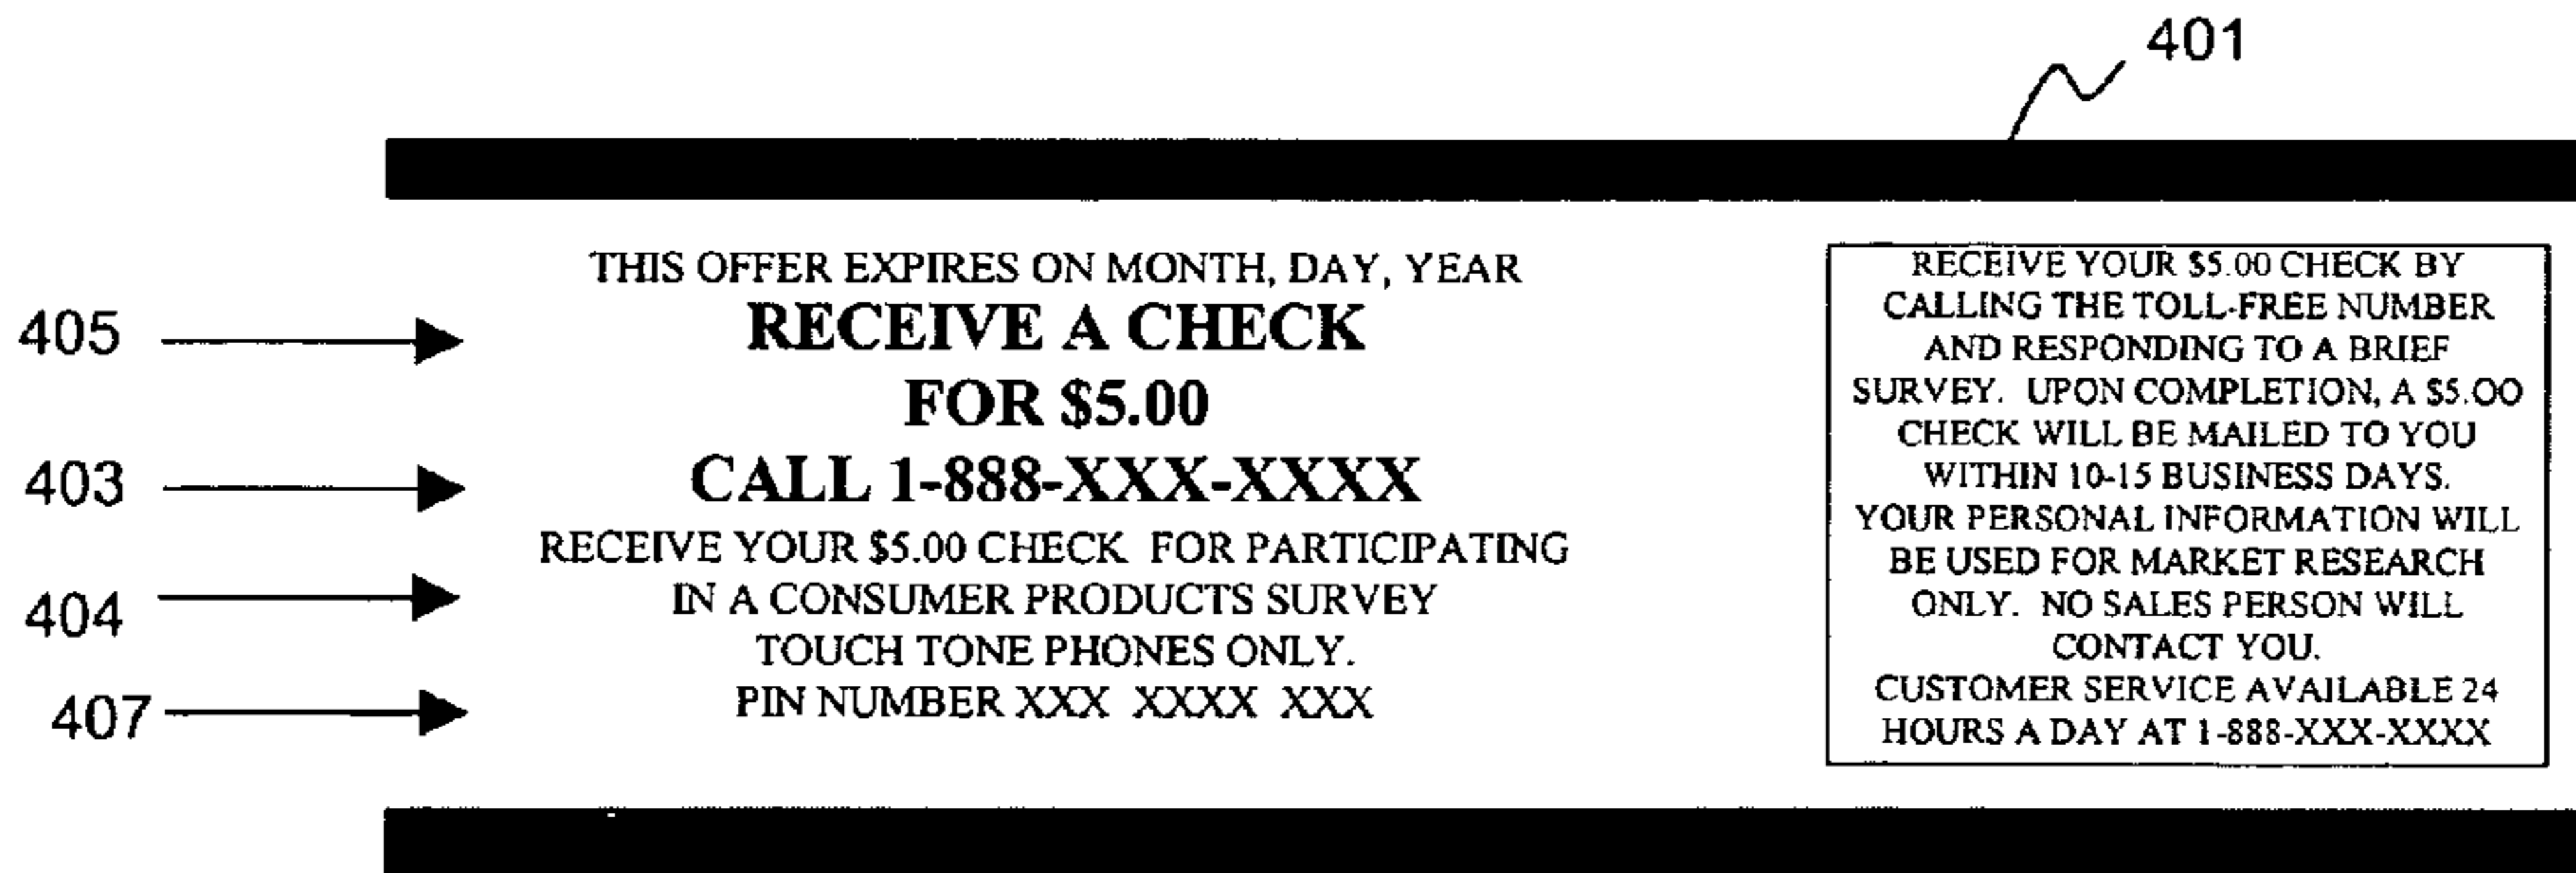 401
THIS OFFER EXPIRES ON MONTH, DAY, YEAR
405
RECEIVE A CHECK
FOR $5.00
403
CALL 1-888-XXX-XXXX
RECEIVE YOUR $5.00 CHECK FOR PARTICIPATING
404
IN A CONSUMER PRODUCTS SURVEY
TOUCH TONE PHONES ONLY.
407
PIN NUMBER XXX XXXX XXX
RECEIVE YOUR $5.00 CHECK BY
CALLING THE TOLL-FREE NUMBER
AND RESPONDING TO A BRIEF
SURVEY. UPON COMPLETION, A $5.OO
CHECK WILL BE MAILED TO YOU
WITHIN 10-15 BUSINESS DAYS.
YOUR PERSONAL INFORMATION WILL
BE USED FOR MARKET RESEARCH
ONLY. NO SALES PERSON WILL
CONTACT YOU.
CUSTOMER SERVICE AVAILABLE 24
HOURS A DAY AT 1-888-XXX-XXXX